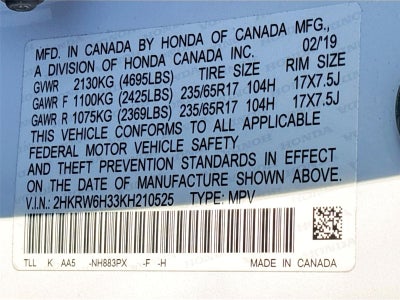 MFD. IN CANADA BY HONDA OF CANADA MFG.,
A DIVISION OF HONDA CANADA INC. 02/'19
GVWR 2130KG (4695LBS) TIRE SIZE RIM SIZE
GAWR F 1100KG (2425LBS) 235/65R17 104H 17X7.5J
GAWR R 1075KG (2369LBS) 235/65R17 104H 17X7.5J
THIS VEHICLE CONFORMS TO ALL APPLICABLE
FEDERAL MOTOR VEHICLE SAFETY
AND THEFT PREVENTION STANDARDS IN EFFECT
ON THE DATE OF MANUFACTURE SHOWN ABOVE.
V.I.N.: 2HKRW6H33KH210525 TYPE: MPV
TLL K AA5 -NH883PX -F -H MADE IN CANADA